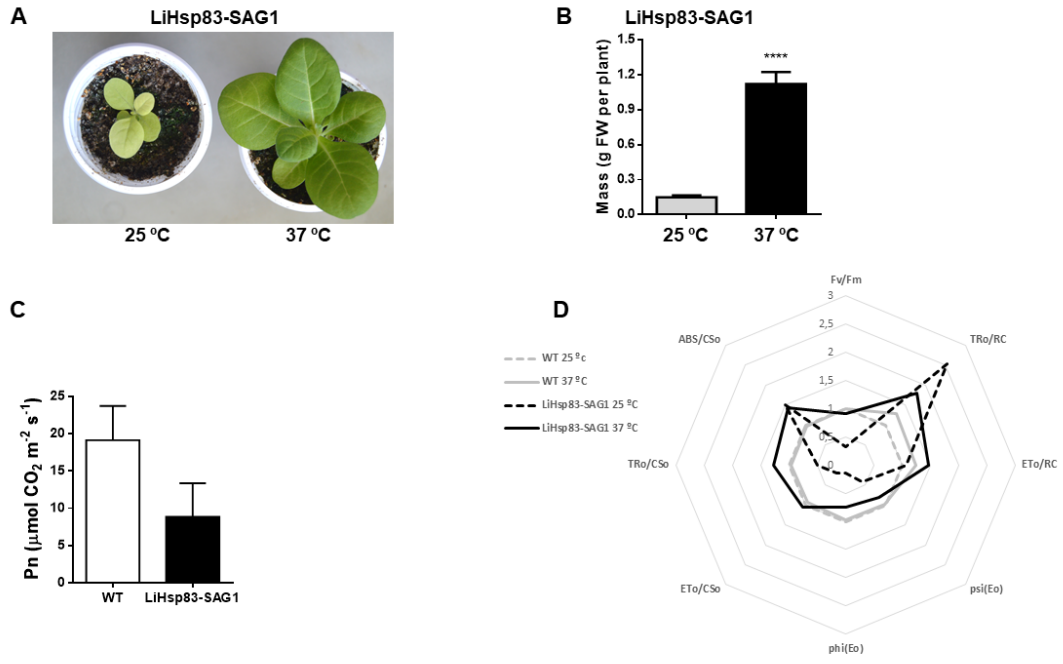 A
LiHsp83-SAG1
25 ºC
37 ºC
B
LiHsp83-SAG1
Mass (g FW per plant)
1.5
1.2
0.9
0.6
0.3
0.0
****
25 ºC
37 ºC
C
Pn (µmol CO₂ m⁻² s⁻¹)
25
20
15
10
5
0
WT
LiHsp83-SAG1
D
WT 25 º c
WT 37 º C
LiHsp83-SAG1 25 ºC
LiHsp83-SAG1 37 ºC
Fv/Fm
TRo/RC
ETo/RC
psi(Eo)
phi(Eo)
ETo/CSo
TRo/CSo
ABS/CSo
3
2,5
2
1,5
1
0,5
0